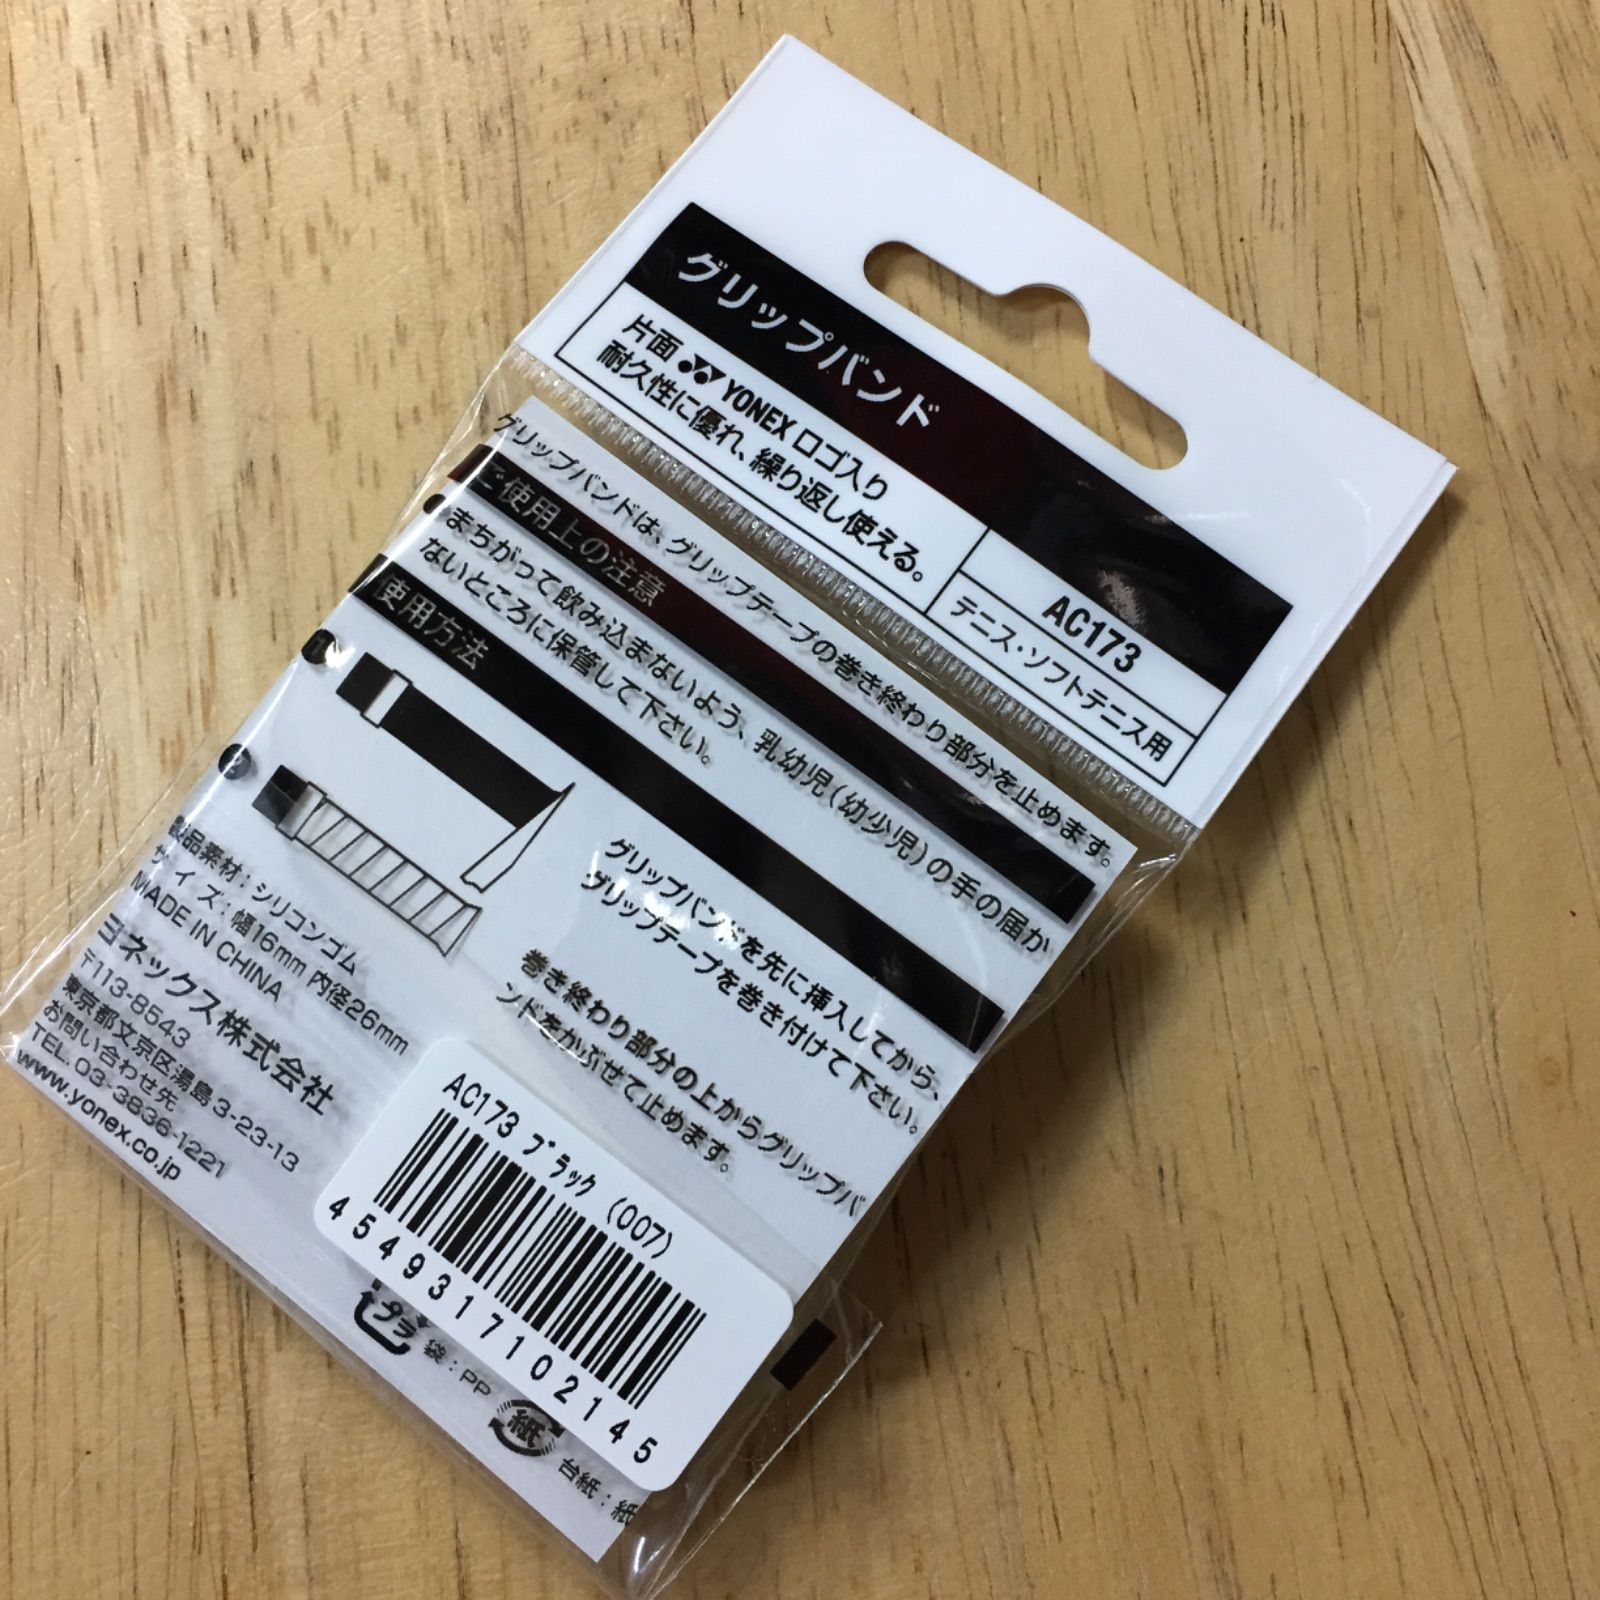 グリップバンド
片面 YONEX ロゴ入り
耐久性に優れ、繰り返し使える。
AC173
テニス・ソフトテニス用
グリップバンドは、グリップテープの巻き終わり部分を止めます。
ご使用上の注意
まちがって飲み込まないよう、乳幼児(幼少児)の手の届か
ないところに保管して下さい。
使用方法
グリップバンドを先に挿入してから、
グリップテープを巻き付けて下さい。
巻き終わり部分の上からグリップバ
ンドをかぶせて止めます。
製品素材:シリコンゴム
サイズ:幅16mm 内径26mm
MADE IN CHINA
ヨネックス株式会社
〒113-8543
東京都文京区湯島3-23-13
お問い合わせ先
TEL. 03-3836-1221
www.yonex.co.jp
AC173 ブラック (007)
4549317102145
プラ
袋:PP
紙
台紙:紙